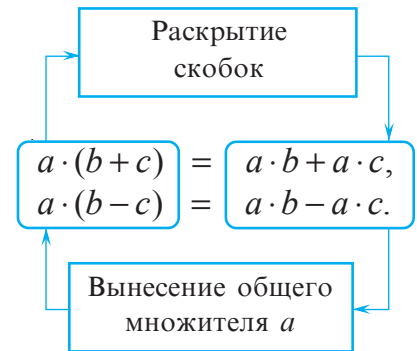 Раскрытие
скобок
a · (b + c) = a · b + a · c,
a · (b − c) = a · b − a · c.
Вынесение общего
множителя a